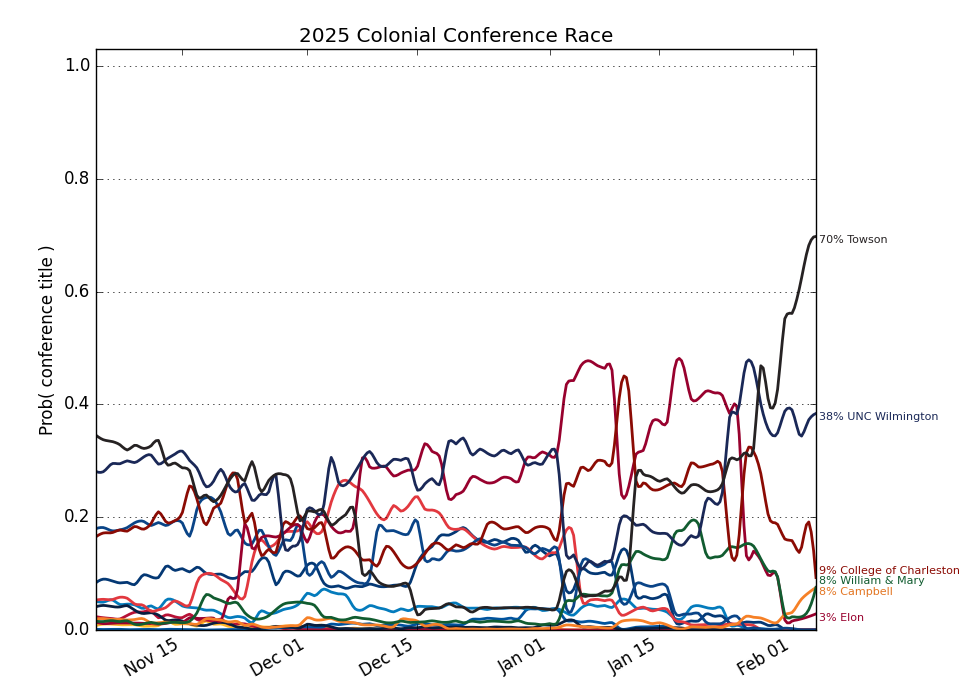 2025 Colonial Conference Race
1.0
0.8
0.6
0.4
0.2
0.0
Prob( conference title )
70% Towson
38% UNC Wilmington
9% College of Charleston
8% William & Mary
8% Campbell
3% Elon
Nov 15
Dec 01
Dec 15
Jan 01
Jan 15
Feb 01